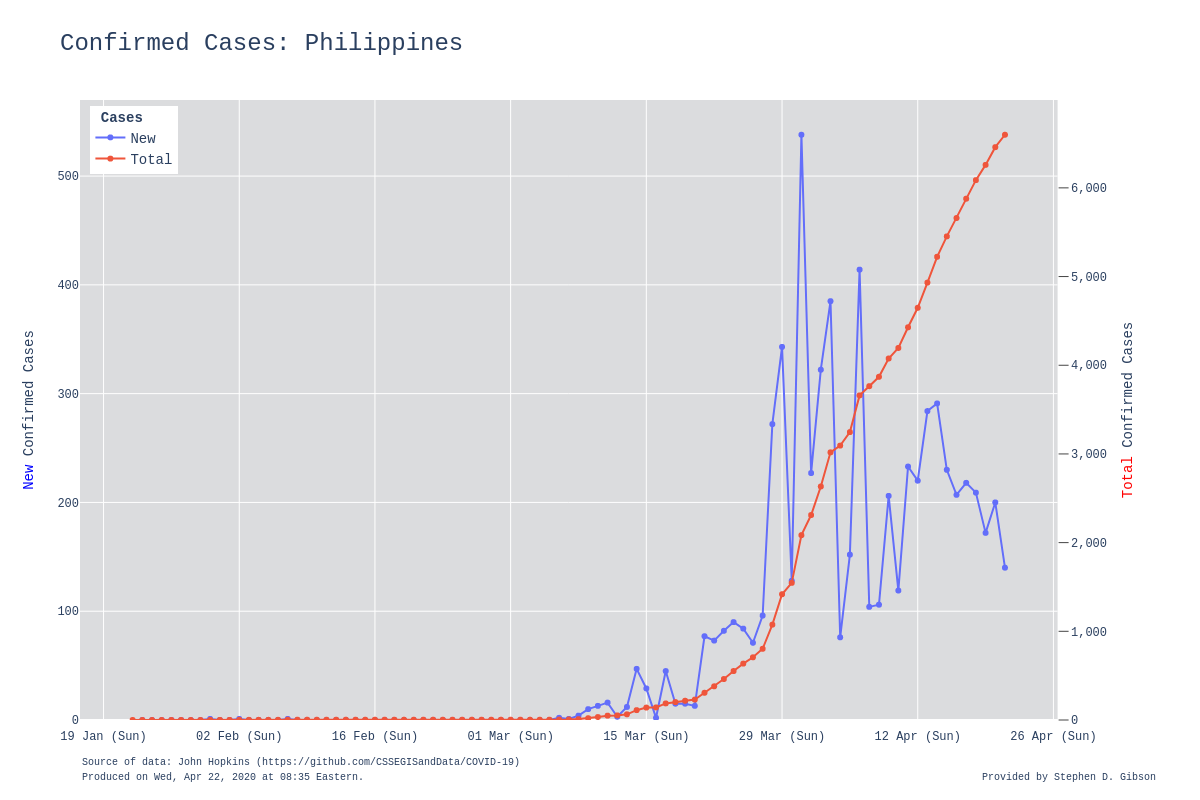 Confirmed Cases: Philippines
Cases
New
Total
500
400
300
200
100
0
6,000
5,000
4,000
3,000
2,000
1,000
0
New Confirmed Cases
Total Confirmed Cases
19 Jan (Sun)
02 Feb (Sun)
16 Feb (Sun)
01 Mar (Sun)
15 Mar (Sun)
29 Mar (Sun)
12 Apr (Sun)
26 Apr (Sun)
Source of data: John Hopkins (https://github.com/CSSEGISandData/COVID-19)
Produced on Wed, Apr 22, 2020 at 08:35 Eastern.
Provided by Stephen D. Gibson